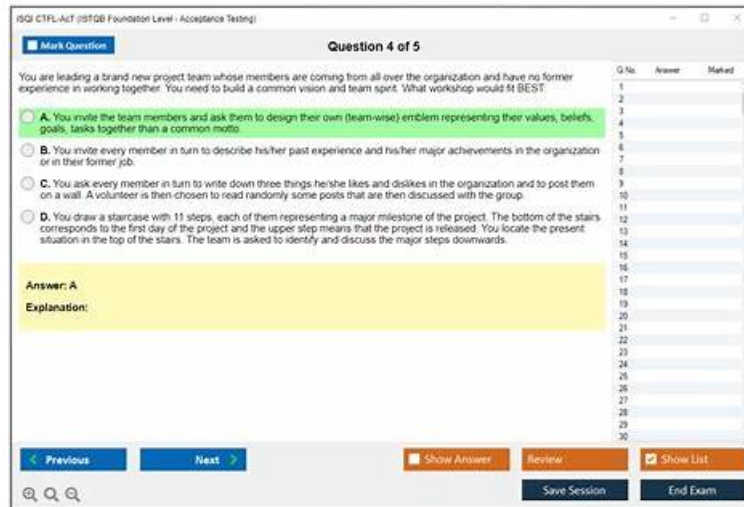 iSQI CTFL-AcT (ISTQB Foundation Level - Acceptance Testing)
Mark Question
Question 4 of 5
Q No. Answer Marked
You are leading a brand new project team whose members are coming from all over the organization and have no former
experience in working together. You need to build a common vision and team spirit. What workshop would fit BEST:
A. You invite the team members and ask them to design their own (team-wise) emblem representing their values, beliefs,
goals, tasks together than a common motto.
B. You invite every member in turn to describe his/her past experience and his/her major achievements in the organization
or in their former job.
C. You ask every member in turn to write down three things he/she likes and dislikes in the organization and to post them
on a wall. A volunteer is then chosen to read randomly some posts that are then discussed with the group.
D. You draw a staircase with 11 steps, each of them representing a major milestone of the project. The bottom of the stairs
corresponds to the first day of the project and the upper step means that the project is released. You locate the present
situation in the top of the stairs. The team is asked to identify and discuss the major steps downwards.
Answer: A
Explanation:
1
2
3
4
5
6
7
8
9
10
11
12
13
14
15
16
17
18
19
20
21
22
23
24
25
26
27
28
29
30
Previous
Next
Show Answer
Review
Show List
Save Session
End Exam